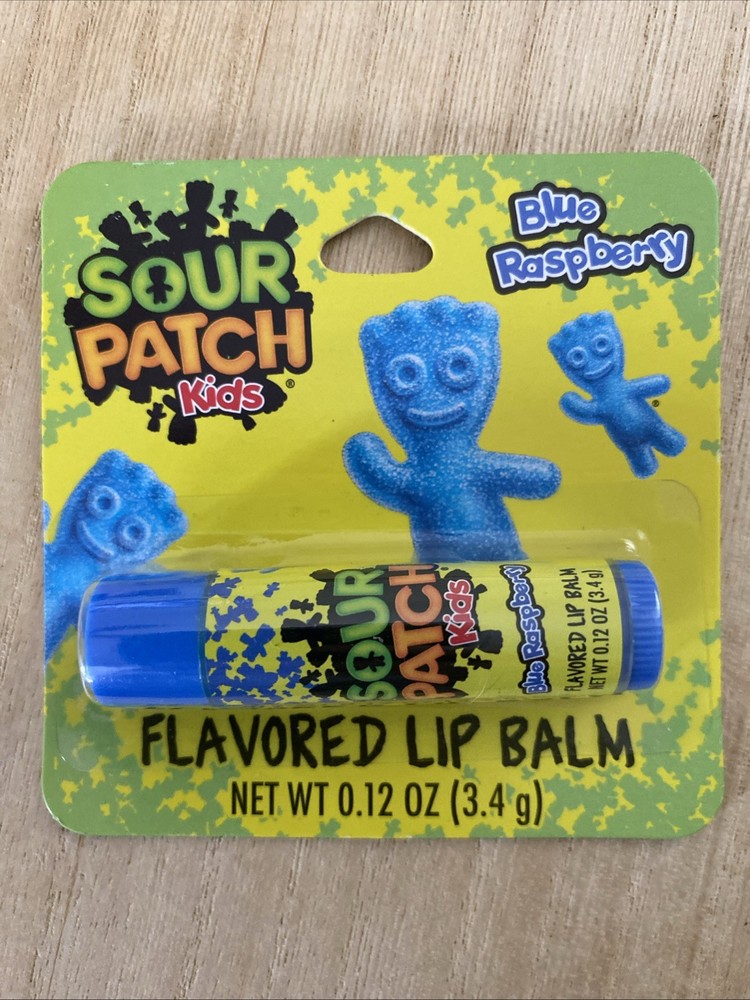 SOUR
PATCH
Kids®
Blue
Raspberry
®
SOUR
PATCH
Kids
Blue Raspberry
FLAVORED LIP BALM
NET WT 0.12 OZ (3.4 g)
FLAVORED LIP BALM
NET WT 0.12 OZ (3.4 g)